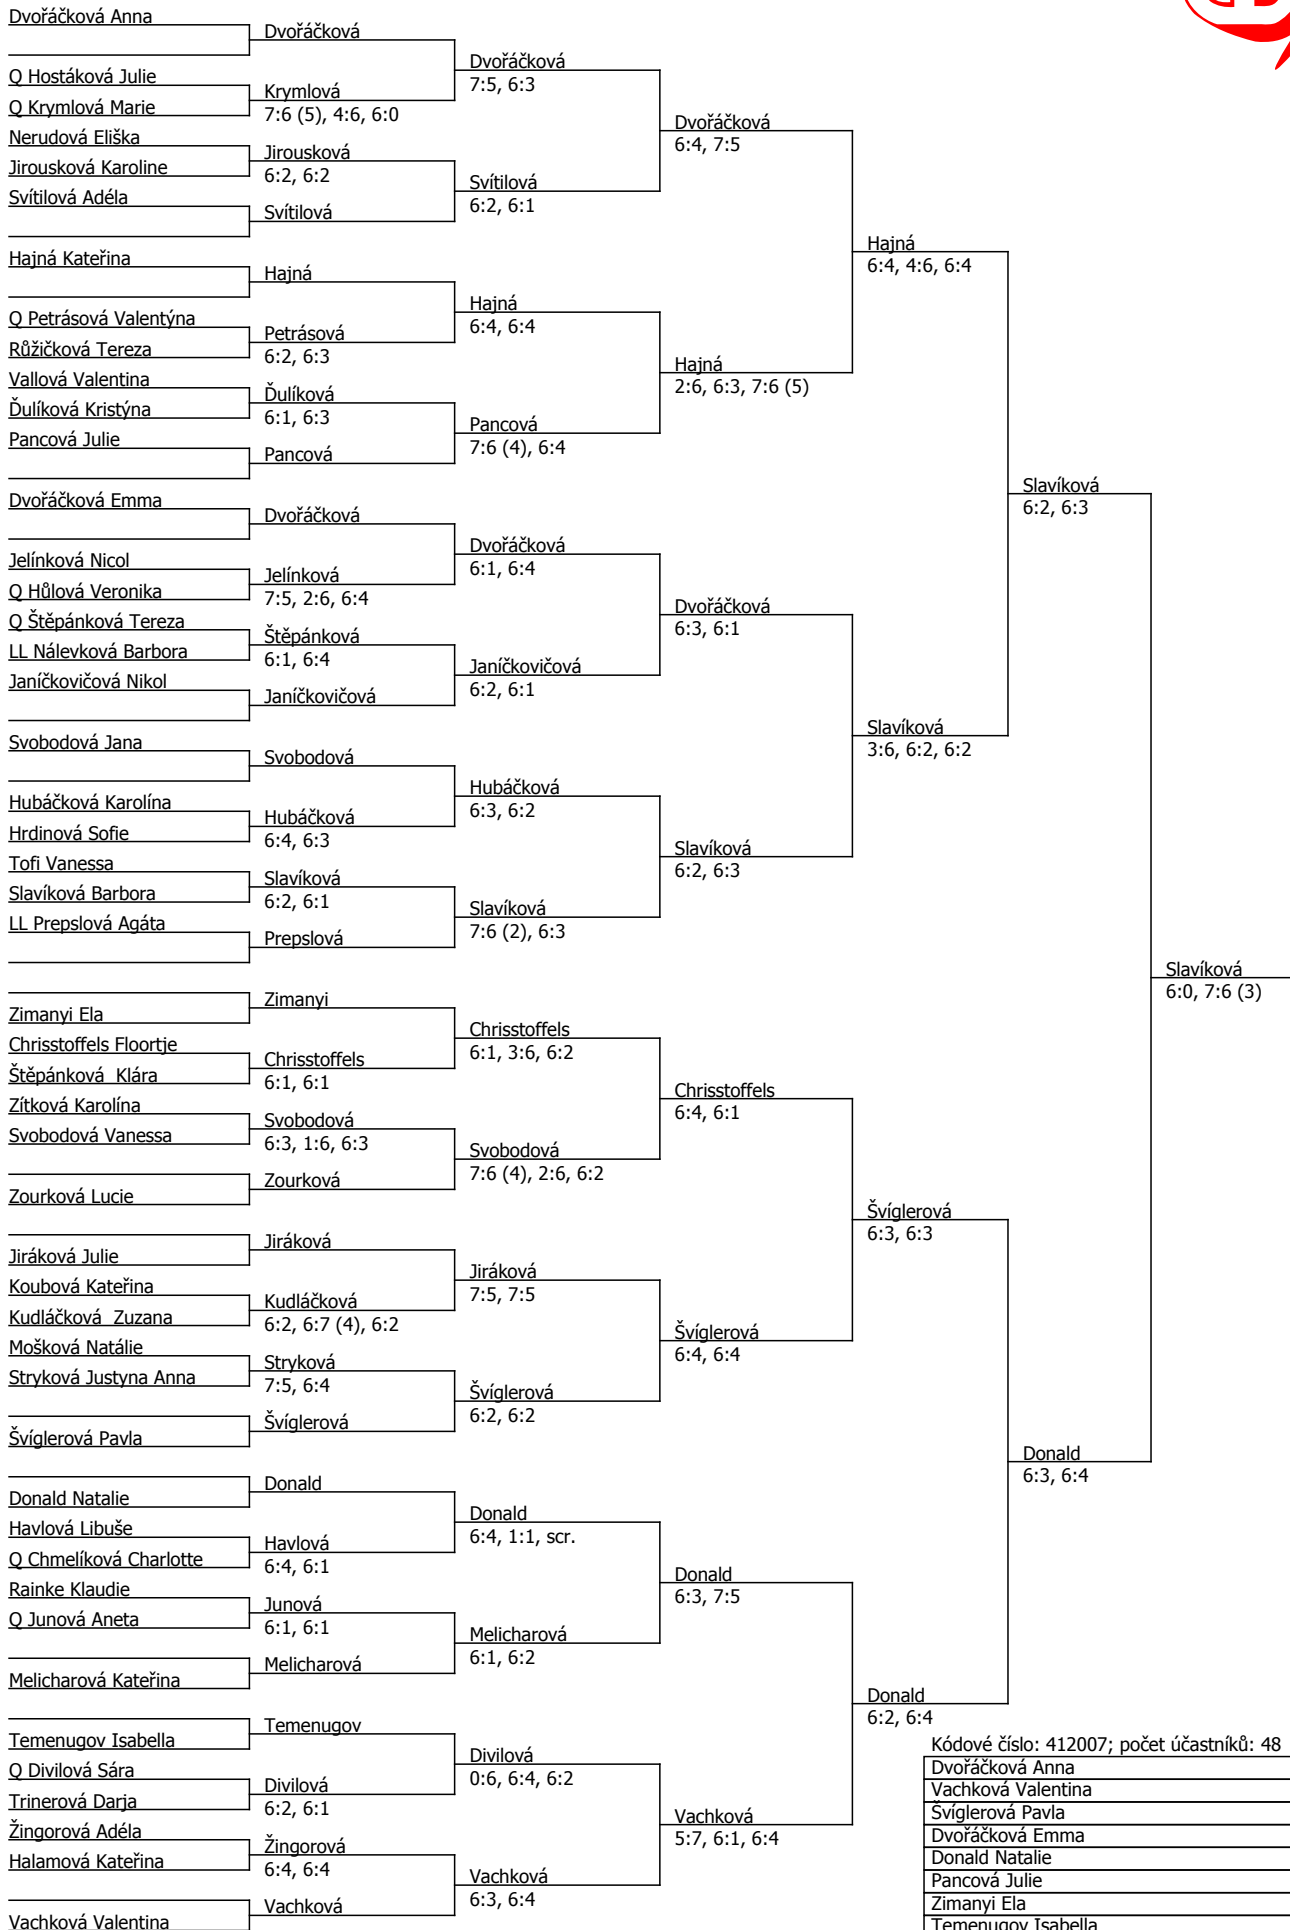 Dvořáčková Anna
Q Hostáková Julie
Q Krymlová Marie
Nerudová Eliška
Jirousková Karoline
Svítilová Adéla
Hajná Kateřina
Q Petrásová Valentýna
Růžičková Tereza
Vallová Valentina
Ďulíková Kristýna
Pancová Julie
Dvořáčková Emma
Jelínková Nicol
Q Hůlová Veronika
Q Štěpánková Tereza
LL Nálevková Barbora
Janíčkovičová Nikol
Svobodová Jana
Hubáčková Karolína
Hrdinová Sofie
Tofi Vanessa
Slavíková Barbora
LL Prepslová Agáta
Zimanyi Ela
Chrisstoffels Floortje
Štěpánková  Klára
Zítková Karolína
Svobodová Vanessa
Zourková Lucie
Jiráková Julie
Koubová Kateřina
Kudláčková  Zuzana
Mošková Natálie
Stryková Justyna Anna
Švíglerová Pavla
Donald Natalie
Havlová Libuše
Q Chmelíková Charlotte
Rainke Klaudie
Q Junová Aneta
Melicharová Kateřina
Temenugov Isabella
Q Divilová Sára
Trinerová Darja
Žingorová Adéla
Halamová Kateřina
Vachková Valentina
Dvořáčková
Krymlová
7:6 (5), 4:6, 6:0
Jirousková
6:2, 6:2
Svítilová
Hajná
Petrásová
6:2, 6:3
Ďulíková
6:1, 6:3
Pancová
Dvořáčková
Jelínková
7:5, 2:6, 6:4
Štěpánková
6:1, 6:4
Janíčkovičová
Svobodová
Hubáčková
6:4, 6:3
Slavíková
6:2, 6:1
Prepslová
Zimanyi
Chrisstoffels
6:1, 6:1
Svobodová
6:3, 1:6, 6:3
Zourková
Jiráková
Kudláčková
6:2, 6:7 (4), 6:2
Stryková
7:5, 6:4
Švíglerová
Donald
Havlová
6:4, 6:1
Junová
6:1, 6:1
Melicharová
Temenugov
Divilová
6:2, 6:1
Žingorová
6:4, 6:4
Vachková
Dvořáčková
7:5, 6:3
Svítilová
6:2, 6:1
Hajná
6:4, 6:4
Pancová
7:6 (4), 6:4
Dvořáčková
6:1, 6:4
Janíčkovičová
6:2, 6:1
Hubáčková
6:3, 6:2
Slavíková
7:6 (2), 6:3
Chrisstoffels
6:1, 3:6, 6:2
Svobodová
7:6 (4), 2:6, 6:2
Jiráková
7:5, 7:5
Švíglerová
6:2, 6:2
Donald
6:4, 1:1, scr.
Melicharová
6:1, 6:2
Divilová
0:6, 6:4, 6:2
Vachková
6:3, 6:4
Dvořáčková
6:4, 7:5
Hajná
2:6, 6:3, 7:6 (5)
Dvořáčková
6:3, 6:1
Slavíková
6:2, 6:3
Chrisstoffels
6:4, 6:1
Švíglerová
6:4, 6:4
Donald
6:3, 7:5
Vachková
5:7, 6:1, 6:4
Hajná
6:4, 4:6, 6:4
Slavíková
3:6, 6:2, 6:2
Švíglerová
6:3, 6:3
Donald
6:2, 6:4
Slavíková
6:2, 6:3
Donald
6:3, 6:4
Slavíková
6:0, 7:6 (3)
Kódové číslo: 412007; počet účastníků: 48
Dvořáčková Anna
Vachková Valentina
Švíglerová Pavla
Dvořáčková Emma
Donald Natalie
Pancová Julie
Zimanyi Ela
Temenugov Isabella